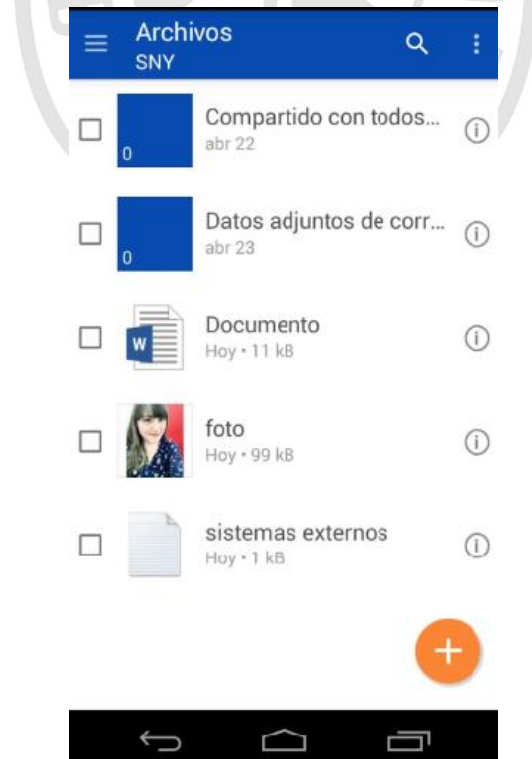 Archivos
SNY
Compartido con todos...
abr 22
0
Datos adjuntos de corr...
abr 23
0
Documento
Hoy • 11 kB
W
foto
Hoy • 99 kB
sistemas externos
Hoy • 1 kB